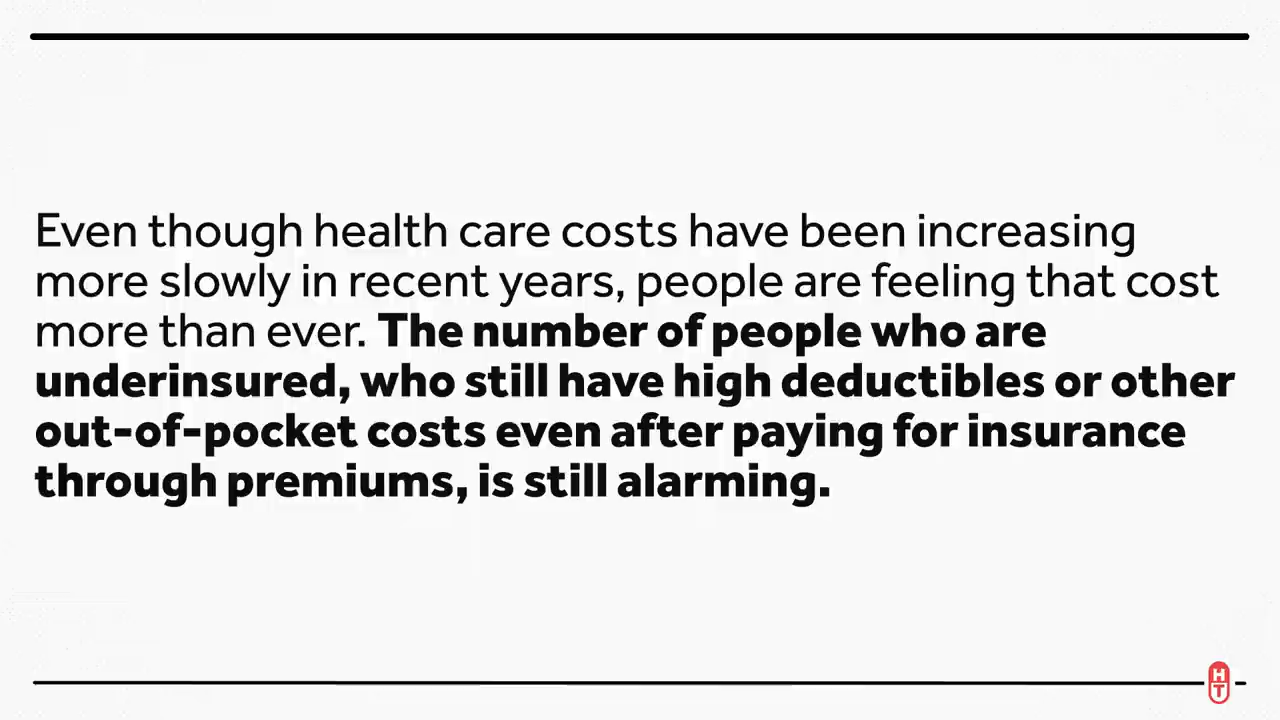 Even though health care costs have been increasing
more slowly in recent years, people are feeling that cost
more than ever. The number of people who are
underinsured, who still have high deductibles or other
out-of-pocket costs even after paying for insurance
through premiums, is still alarming.
H
T